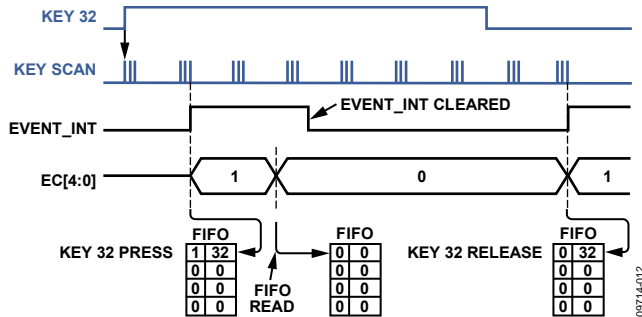 KEY 32
KEY SCAN
EVENT_INT CLEARED
EVENT_INT
EC[4:0] 1 0 1
FIFO FIFO FIFO
KEY 32 PRESS 1 32 0 0 KEY 32 RELEASE 0 32
0 0 0 0 0 0
0 0 FIFO 0 0 0 0
0 0 READ 0 0 0 0
09714-012